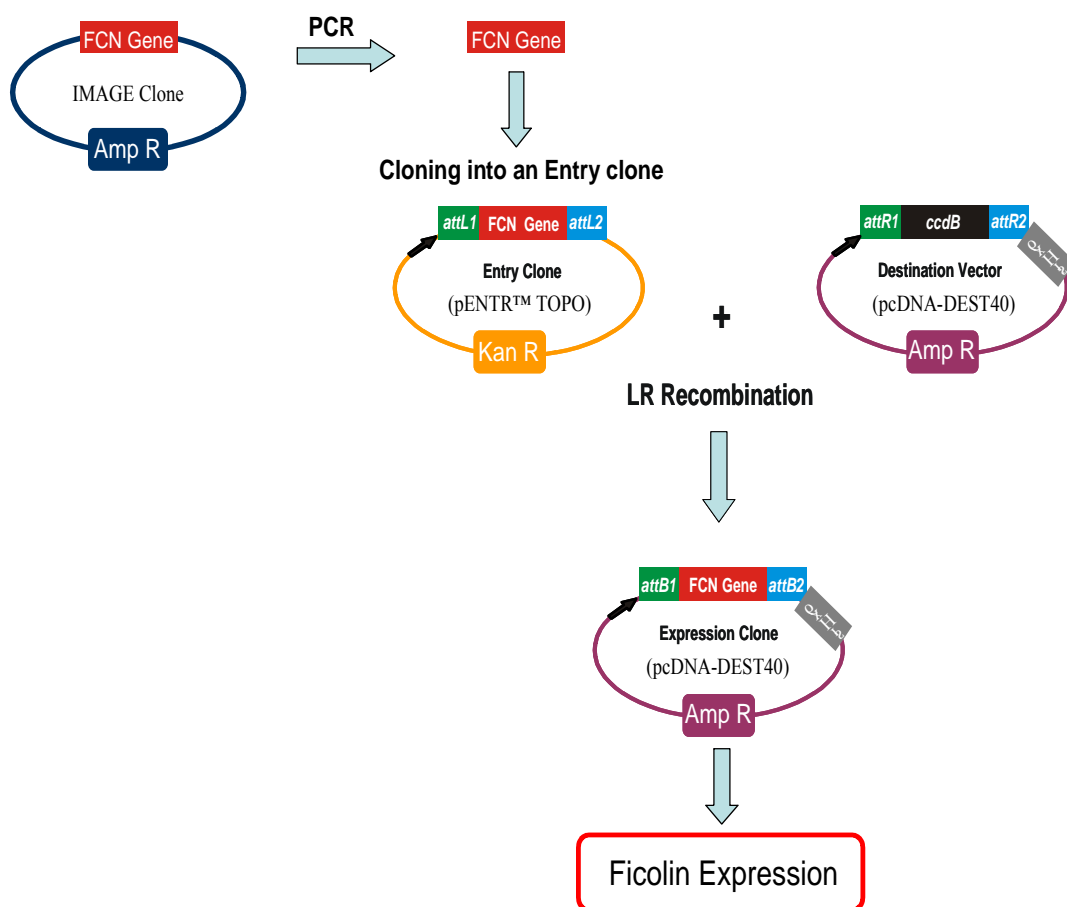 FCN Gene
PCR
FCN Gene
IMAGE Clone
Amp R
Cloning into an Entry clone
attL1 FCN Gene attL2
Entry Clone
(pENTR™ TOPO)
Kan R
+
attR1 ccdB attR2
6xHis
Destination Vector
(pcDNA-DEST40)
Amp R
LR Recombination
attB1 FCN Gene attB2
6xHis
Expression Clone
(pcDNA-DEST40)
Amp R
Ficolin Expression